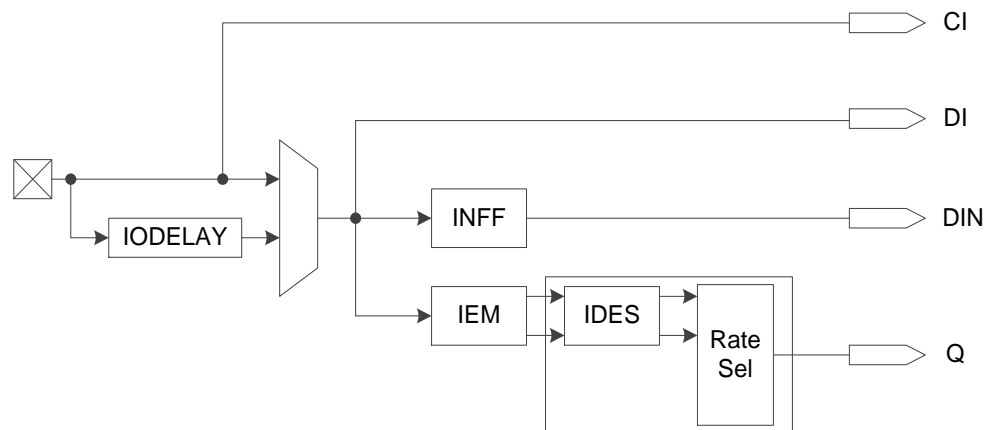 CI
DI
IODELAY
INFF
DIN
IEM
IDES
Rate
Sel
Q